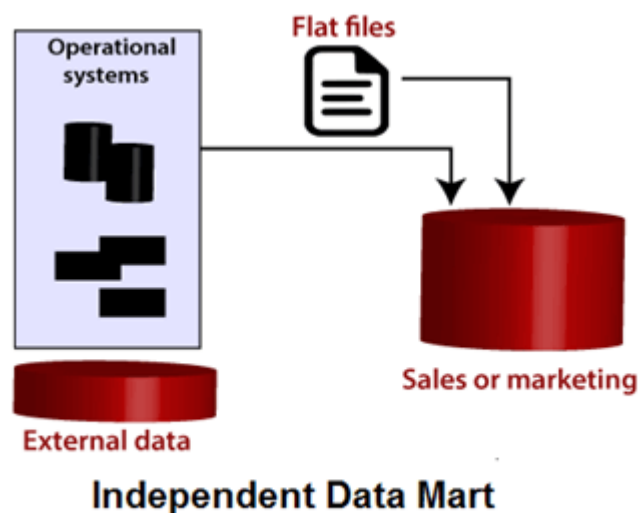 Operational
systems
Flat files
Sales or marketing
External data
Independent Data Mart